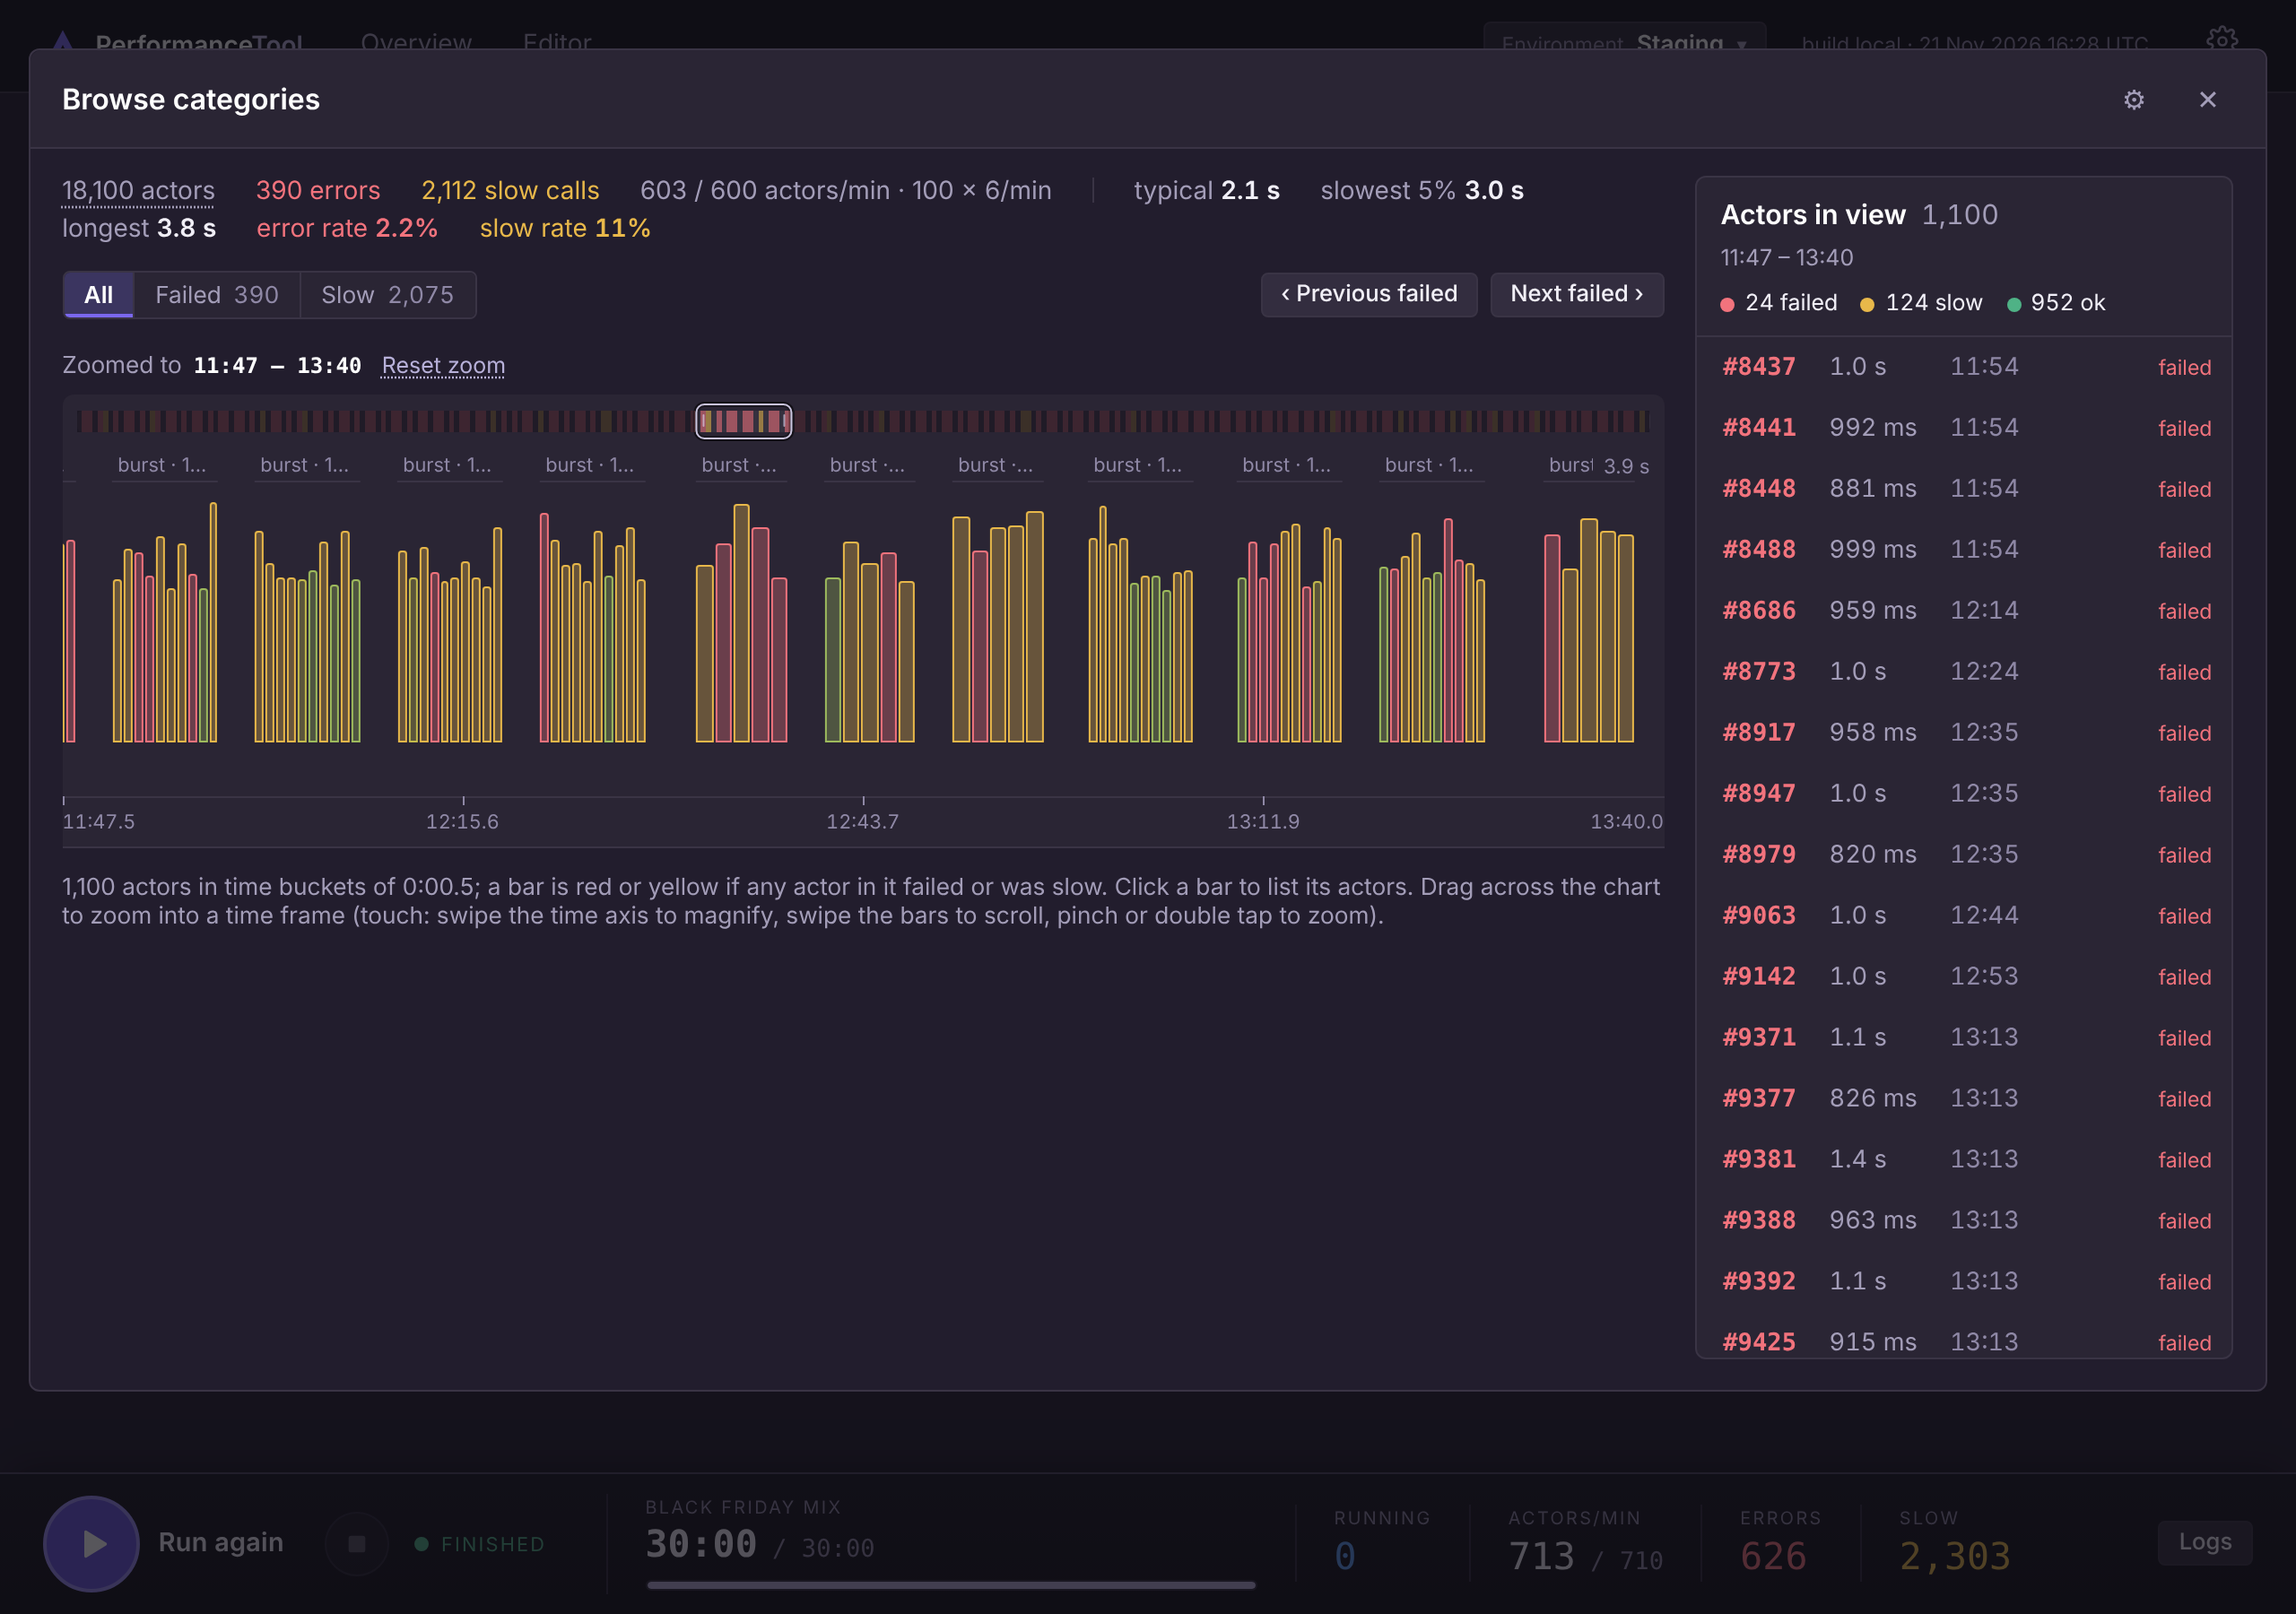 PerformanceTool Overview Editor Environment Staging ▾ build local · 21 Nov 2026 16:28 UTC
Browse categories
18,100 actors 390 errors 2,112 slow calls 603 / 600 actors/min · 100 × 6/min typical 2.1 s slowest 5% 3.0 s
longest 3.8 s error rate 2.2% slow rate 11%
All Failed 390 Slow 2,075 ‹ Previous failed Next failed ›
Zoomed to 11:47 – 13:40 Reset zoom
burst · 1... burst · 1... burst · 1... burst · 1... burst ·... burst ·... burst ·... burst · 1... burst · 1... burst · 1... burst 3.9 s
11:47.5 12:15.6 12:43.7 13:11.9 13:40.0
1,100 actors in time buckets of 0:00.5; a bar is red or yellow if any actor in it failed or was slow. Click a bar to list its actors. Drag across the chart
to zoom into a time frame (touch: swipe the time axis to magnify, swipe the bars to scroll, pinch or double tap to zoom).
Actors in view 1,100
11:47 – 13:40
24 failed 124 slow 952 ok
#8437 1.0 s 11:54 failed
#8441 992 ms 11:54 failed
#8448 881 ms 11:54 failed
#8488 999 ms 11:54 failed
#8686 959 ms 12:14 failed
#8773 1.0 s 12:24 failed
#8917 958 ms 12:35 failed
#8947 1.0 s 12:35 failed
#8979 820 ms 12:35 failed
#9063 1.0 s 12:44 failed
#9142 1.0 s 12:53 failed
#9371 1.1 s 13:13 failed
#9377 826 ms 13:13 failed
#9381 1.4 s 13:13 failed
#9388 963 ms 13:13 failed
#9392 1.1 s 13:13 failed
#9425 915 ms 13:13 failed
Run again FINISHED
BLACK FRIDAY MIX
30:00 / 30:00
RUNNING
0
ACTORS/MIN
713 / 710
ERRORS
626
SLOW
2,303
Logs